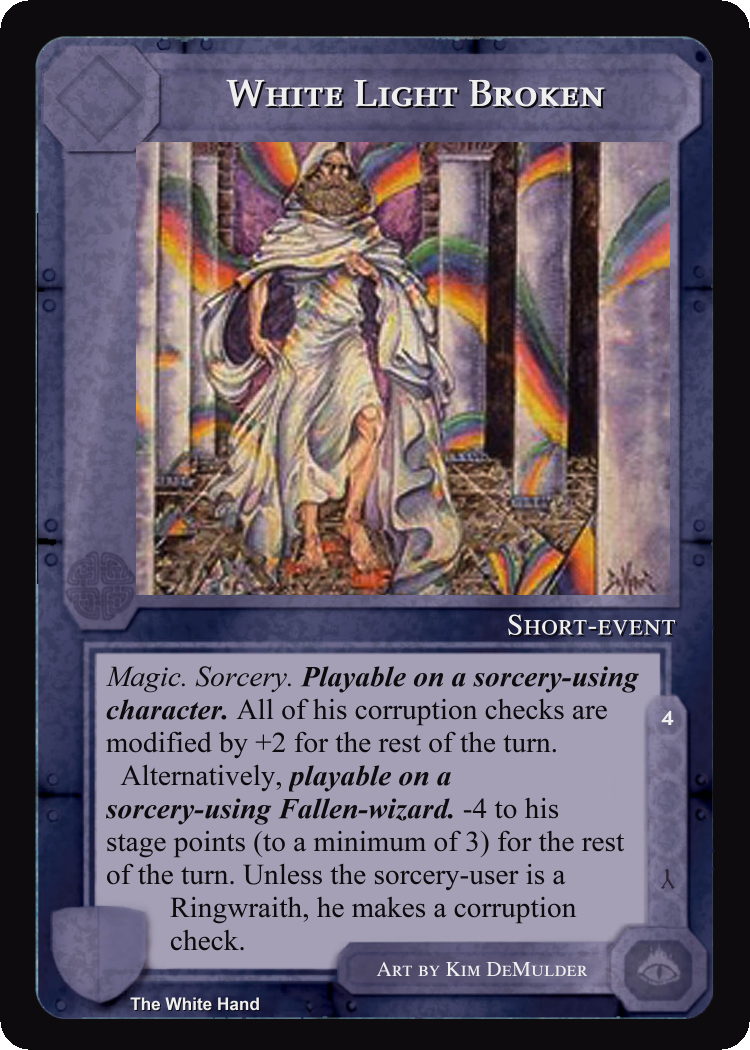 White Light Broken
DeMulder
Short-event
Magic. Sorcery. Playable on a sorcery-using
character. All of his corruption checks are
modified by +2 for the rest of the turn.
Alternatively, playable on a
sorcery-using Fallen-wizard. -4 to his
stage points (to a minimum of 3) for the rest
of the turn. Unless the sorcery-user is a
Ringwraith, he makes a corruption
check.
4
Art by Kim DeMulder
The White Hand